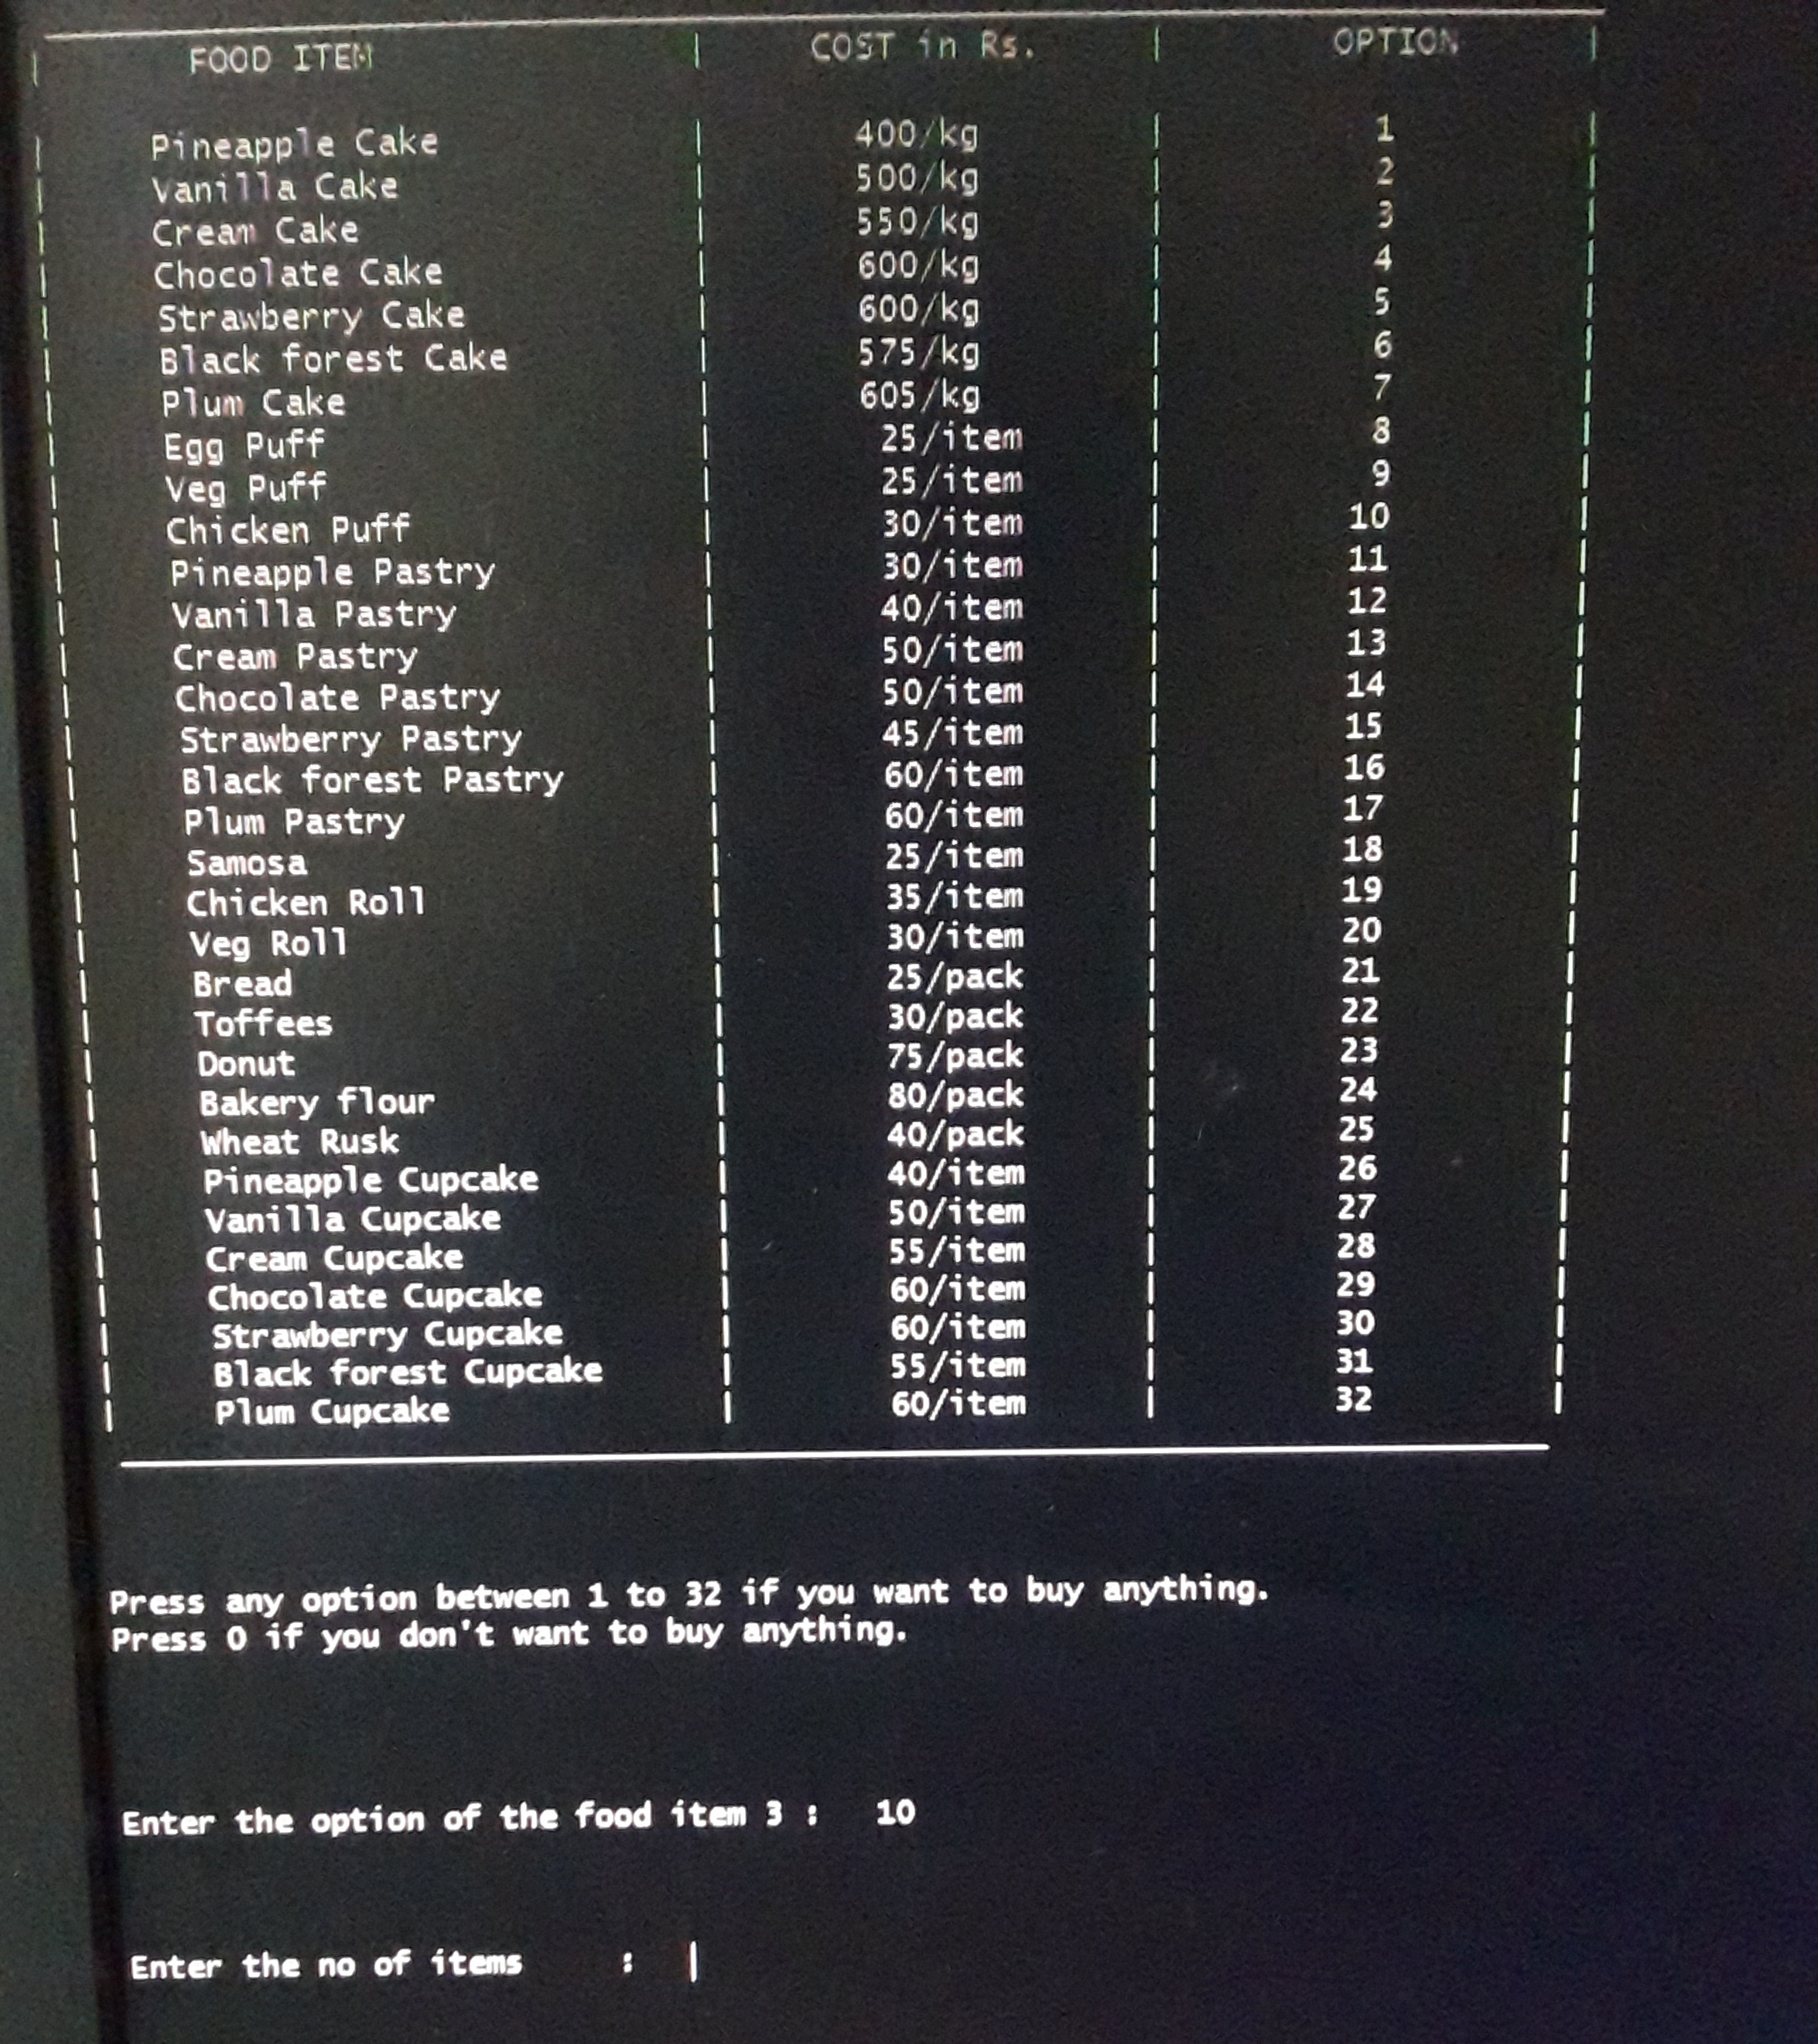 FOOD ITEM | COST in Rs. | OPTION
Pineapple Cake | 400/kg | 1
Vanilla Cake | 500/kg | 2
Cream Cake | 550/kg | 3
Chocolate Cake | 600/kg | 4
Strawberry Cake | 600/kg | 5
Black forest Cake | 575/kg | 6
Plum Cake | 605/kg | 7
Egg Puff | 25/item | 8
Veg Puff | 25/item | 9
Chicken Puff | 30/item | 10
Pineapple Pastry | 30/item | 11
Vanilla Pastry | 40/item | 12
Cream Pastry | 50/item | 13
Chocolate Pastry | 50/item | 14
Strawberry Pastry | 45/item | 15
Black forest Pastry | 60/item | 16
Plum Pastry | 60/item | 17
Samosa | 25/item | 18
Chicken Roll | 35/item | 19
Veg Roll | 30/item | 20
Bread | 25/pack | 21
Toffees | 30/pack | 22
Donut | 75/pack | 23
Bakery flour | 80/pack | 24
Wheat Rusk | 40/pack | 25
Pineapple Cupcake | 40/item | 26
Vanilla Cupcake | 50/item | 27
Cream Cupcake | 55/item | 28
Chocolate Cupcake | 60/item | 29
Strawberry Cupcake | 60/item | 30
Black forest Cupcake | 55/item | 31
Plum Cupcake | 60/item | 32
Press any option between 1 to 32 if you want to buy anything.
Press 0 if you don't want to buy anything.
Enter the option of the food item 3 : 10
Enter the no of items :